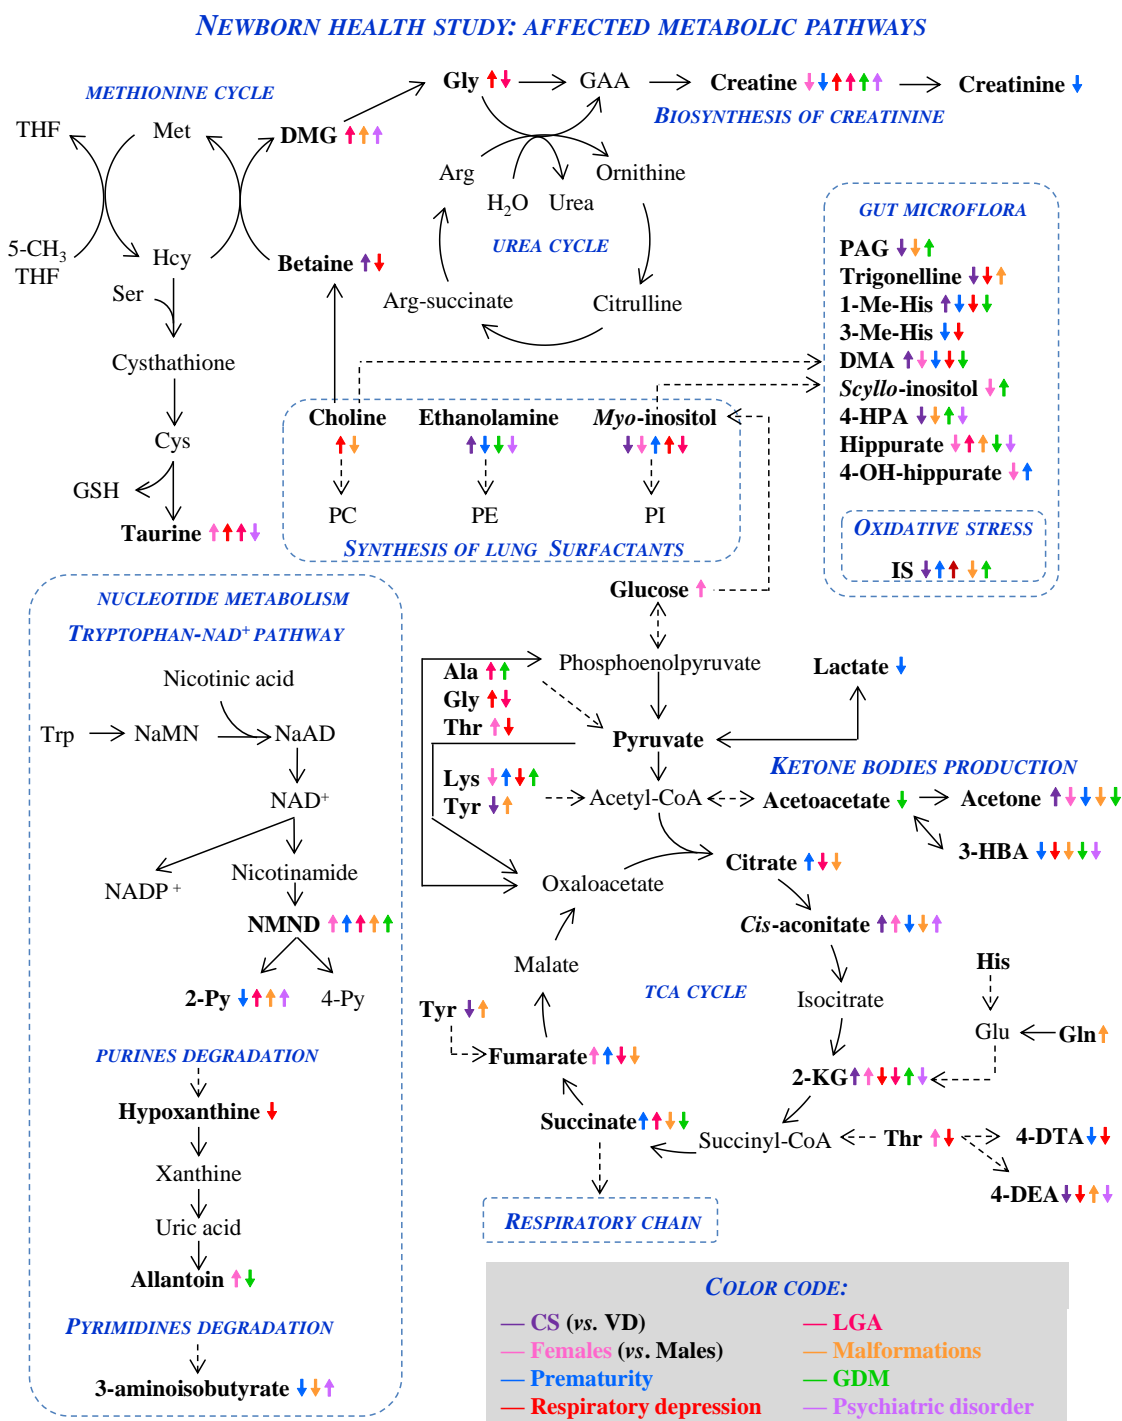 NEWBORN HEALTH STUDY: AFFECTED METABOLIC PATHWAYS
METHIONINE CYCLE
THF
Met
DMG
5-CH3
THF
Hcy
Betaine
Ser
Cysthathione
Cys
GSH
Taurine
Gly
GAA
Creatine
Creatinine
BIOSYNTHESIS OF CREATININE
Arg
Ornithine
H2O
Urea
UREA CYCLE
Arg-succinate
Citrulline
GUT MICROFLORA
PAG
Trigonelline
1-Me-His
3-Me-His
DMA
Scyllo-inositol
4-HPA
Hippurate
4-OH-hippurate
OXIDATIVE STRESS
IS
Choline
Ethanolamine
Myo-inositol
PC
PE
PI
SYNTHESIS OF LUNG SURFACTANTS
NUCLEOTIDE METABOLISM
TRYPTOPHAN-NAD+ PATHWAY
Nicotinic acid
Trp
NaMN
NaAD
NAD+
NADP +
Nicotinamide
NMND
2-Py
4-Py
PURINES DEGRADATION
Hypoxanthine
Xanthine
Uric acid
Allantoin
PYRIMIDINES DEGRADATION
3-aminoisobutyrate
Glucose
Phosphoenolpyruvate
Ala
Gly
Thr
Lactate
Pyruvate
KETONE BODIES PRODUCTION
Lys
Tyr
Acetyl-CoA
Acetoacetate
Acetone
3-HBA
Citrate
Oxaloacetate
Cis-aconitate
Malate
TCA CYCLE
Isocitrate
His
Glu
Gln
Tyr
Fumarate
2-KG
Succinate
Succinyl-CoA
Thr
4-DTA
4-DEA
RESPIRATORY CHAIN
COLOR CODE:
— CS (vs. VD)
— Females (vs. Males)
— Prematurity
— Respiratory depression
— LGA
— Malformations
— GDM
— Psychiatric disorder